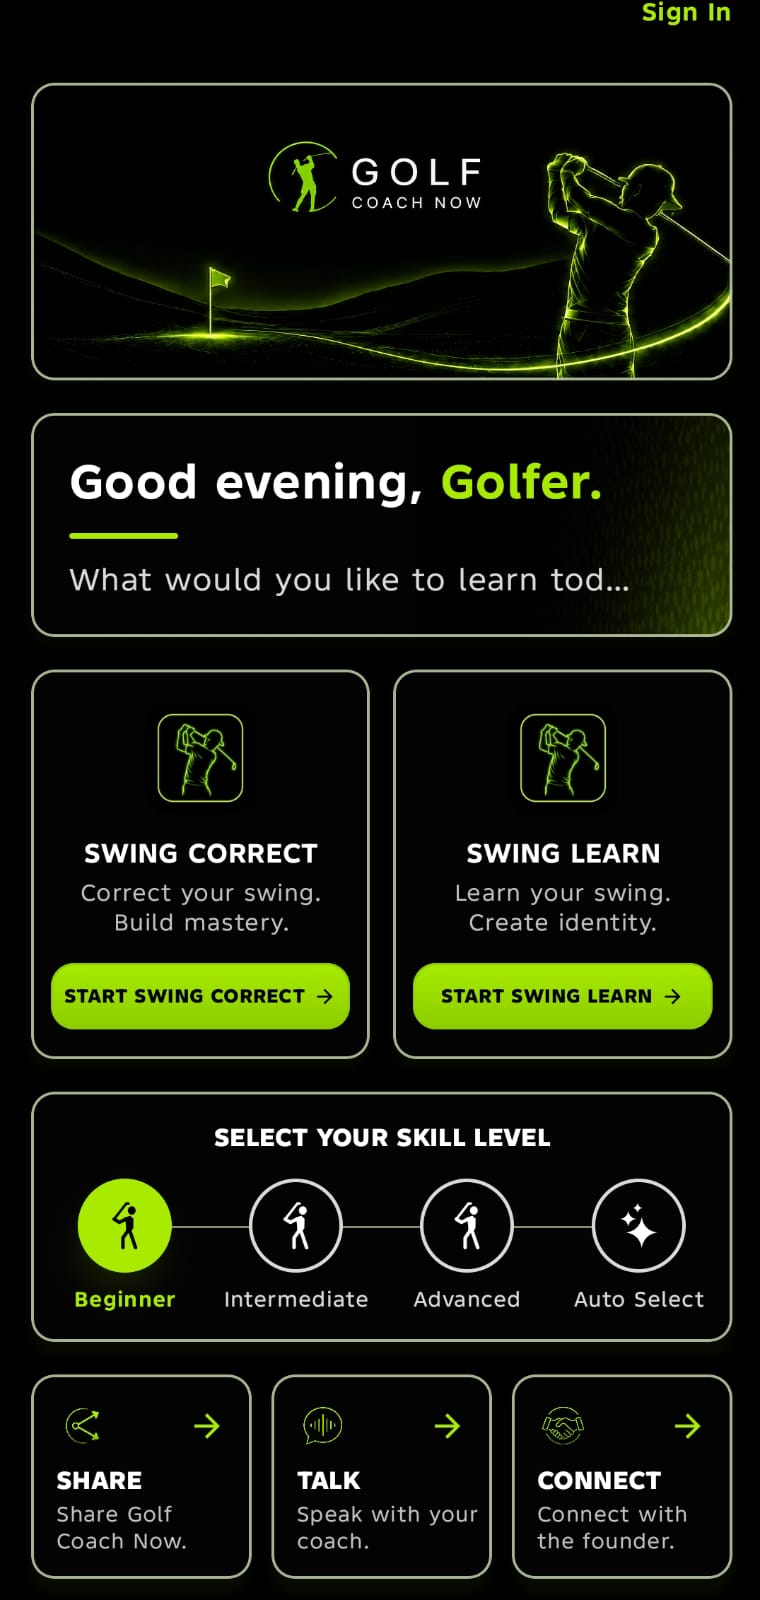 Sign In
GOLF
COACH NOW
Good evening, Golfer.
What would you like to learn tod...
SWING CORRECT
Correct your swing.
Build mastery.
START SWING CORRECT →
SWING LEARN
Learn your swing.
Create identity.
START SWING LEARN →
SELECT YOUR SKILL LEVEL
Beginner
Intermediate
Advanced
Auto Select
SHARE
Share Golf
Coach Now.
TALK
Speak with your
coach.
CONNECT
Connect with
the founder.